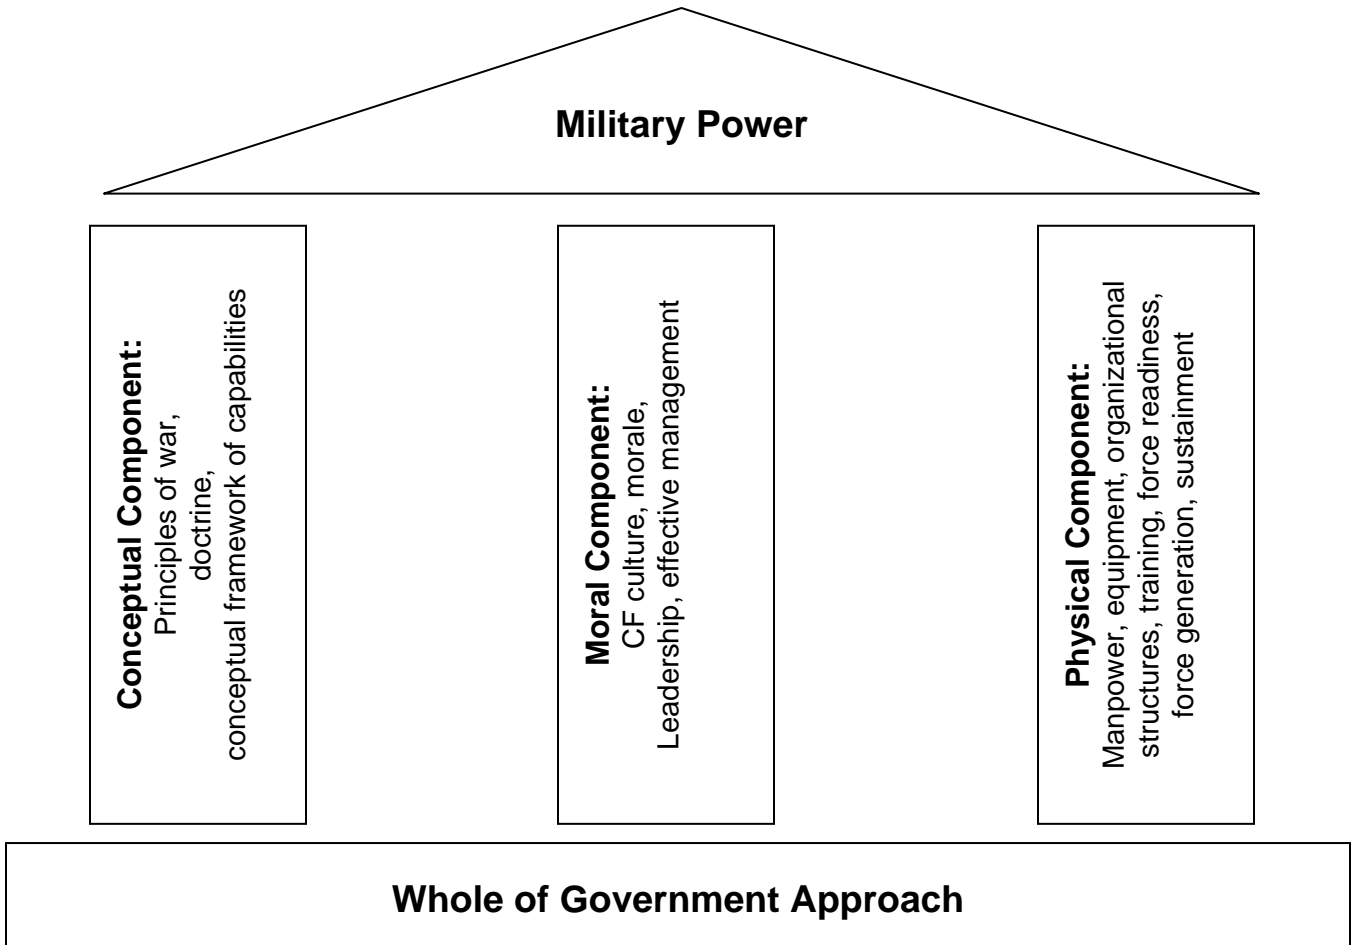 Military Power
Conceptual Component:
Principles of war,
doctrine,
conceptual framework of capabilities
Moral Component:
CF culture, morale,
Leadership, effective management
Physical Component:
Manpower, equipment, organizational
structures, training, force readiness,
force generation, sustainment
Whole of Government Approach